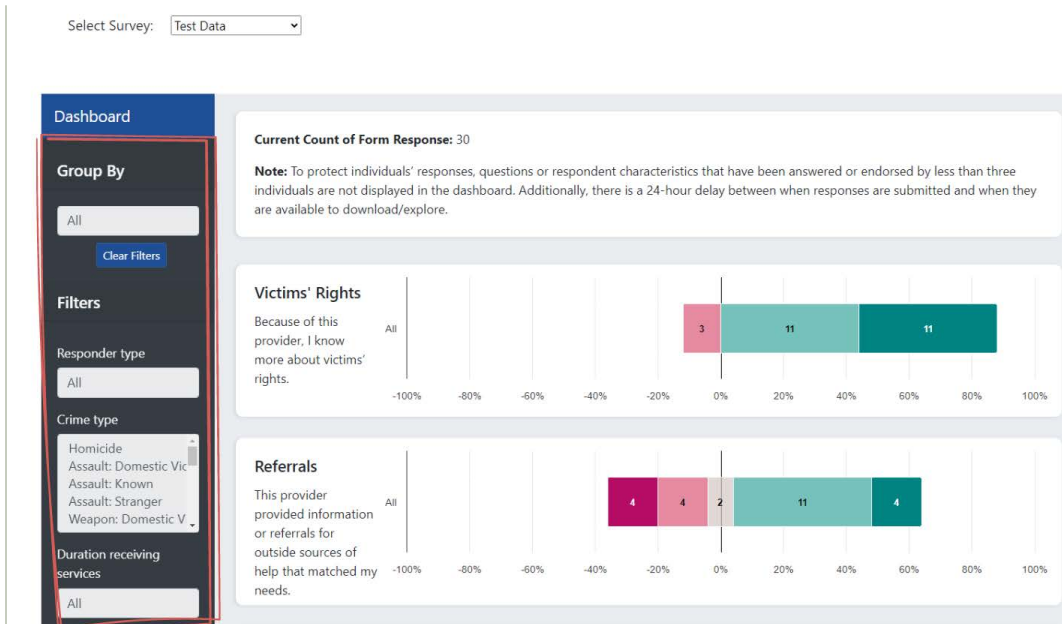 Select Survey: Test Data
Dashboard
Group By
All
Clear Filters
Filters
Responder type
All
Crime type
Homicide
Assault: Domestic Vic
Assault: Known
Assault: Stranger
Weapon: Domestic V
Duration receiving
services
All
Current Count of Form Response: 30
Note: To protect individuals' responses, questions or respondent characteristics that have been answered or endorsed by less than three
individuals are not displayed in the dashboard. Additionally, there is a 24-hour delay between when responses are submitted and when they
are available to download/explore.
Victims' Rights
Because of this
provider, I know
more about victims'
rights.
All
3 11 11
-100% -80% -60% -40% -20% 0% 20% 40% 60% 80% 100%
Referrals
This provider
provided information
or referrals for
outside sources of
help that matched my
needs.
All
4 4 2 11 4
-100% -80% -60% -40% -20% 0% 20% 40% 60% 80% 100%